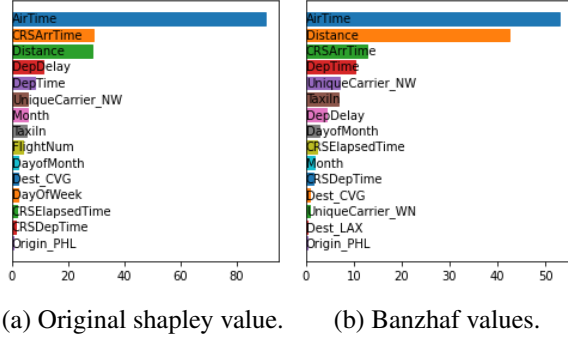 AirTime
CRSArrTime
Distance
DepDelay
DepTime
UniqueCarrier_NW
Month
TaxiIn
FlightNum
DayofMonth
Dest_CVG
DayOfWeek
CRSElapsedTime
CRSDepTime
Origin_PHL
0 20 40 60 80
(a) Original shapley value.
AirTime
Distance
CRSArrTime
DepTime
UniqueCarrier_NW
TaxiIn
DepDelay
DayofMonth
CRSElapsedTime
Month
CRSDepTime
Dest_CVG
UniqueCarrier_WN
Dest_LAX
Origin_PHL
0 10 20 30 40 50
(b) Banzhaf values.